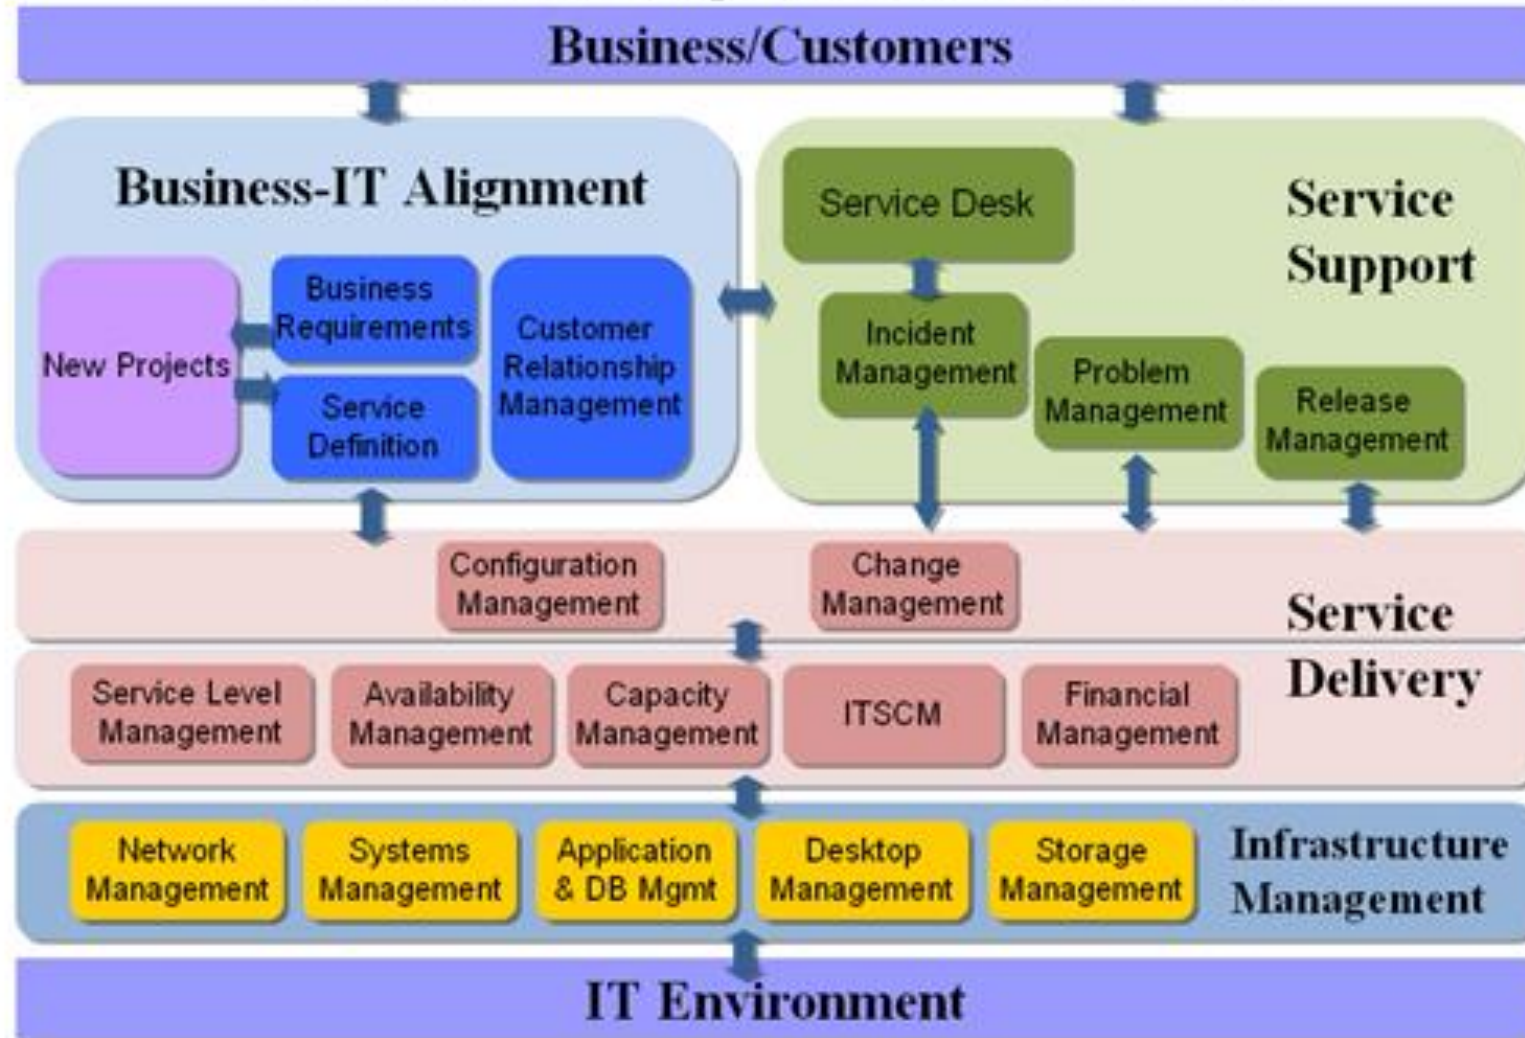 Business/Customers
Business-IT Alignment
New Projects
Business
Requirements
Service
Definition
Customer
Relationship
Management
Service
Support
Service Desk
Incident
Management
Problem
Management
Release
Management
Configuration
Management
Change
Management
Service
Delivery
Service Level
Management
Availability
Management
Capacity
Management
ITSCM
Financial
Management
Network
Management
Systems
Management
Application
& DB Mgmt
Desktop
Management
Storage
Management
Infrastructure
Management
IT Environment